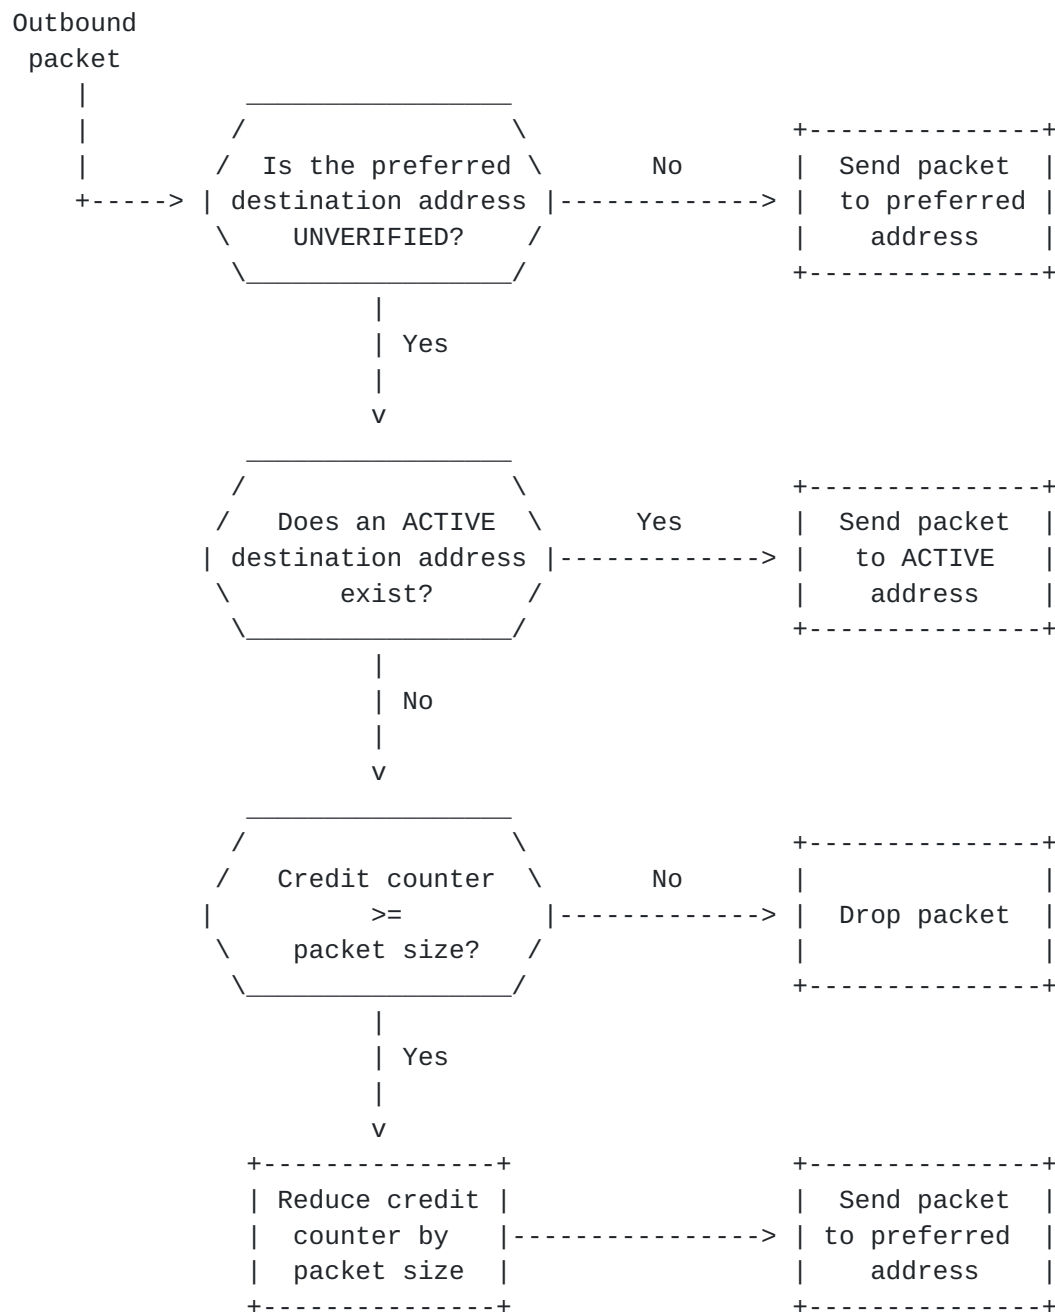 Outbound
packet
Is the preferred No Send packet
destination address to preferred
UNVERIFIED? address
Yes
Does an ACTIVE Yes Send packet
destination address to ACTIVE
exist? address
No
Credit counter No
>= Drop packet
packet size?
Yes
Reduce credit Send packet
counter by to preferred
packet size address